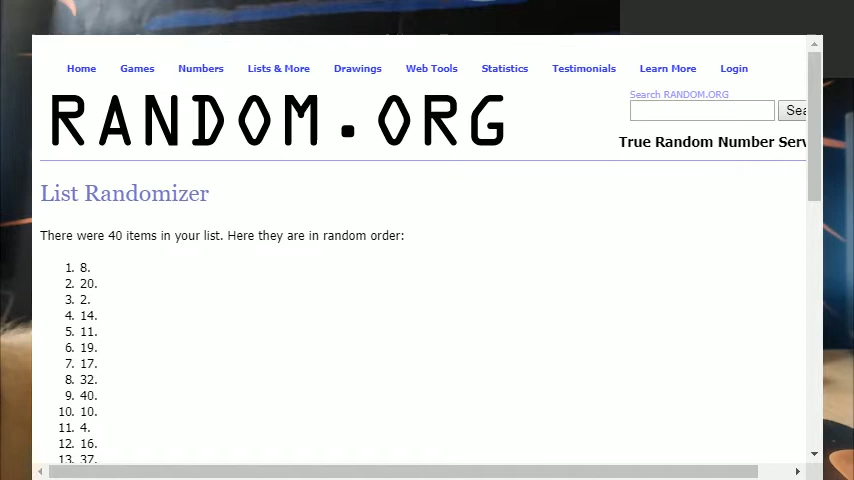 Home Games Numbers Lists & More Drawings Web Tools Statistics Testimonials Learn More Login
RANDOM.ORG
Search RANDOM.ORG
Sea
True Random Number Serv
List Randomizer
There were 40 items in your list. Here they are in random order:
1. 8.
2. 20.
3. 2.
4. 14.
5. 11.
6. 19.
7. 17.
8. 32.
9. 40.
10. 10.
11. 4.
12. 16.
13. 37.